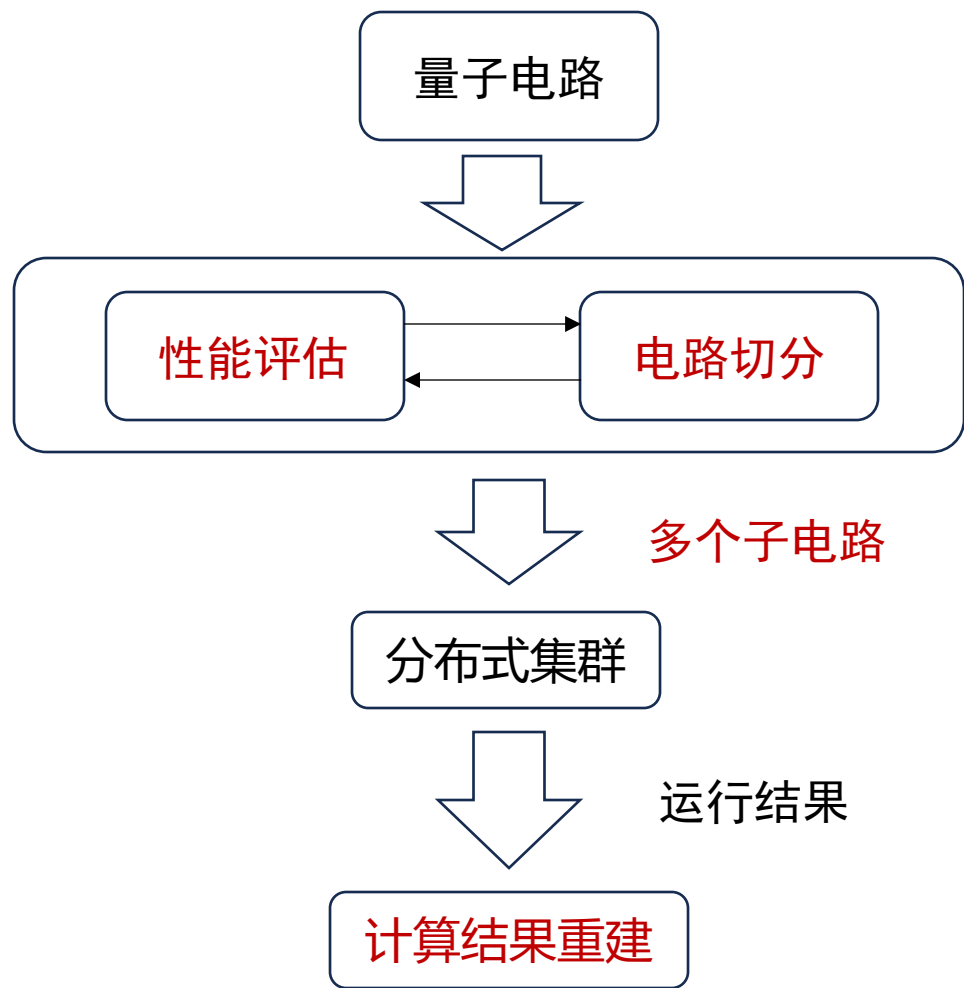 量子电路
性能评估
电路切分
多个子电路
分布式集群
运行结果
计算结果重建